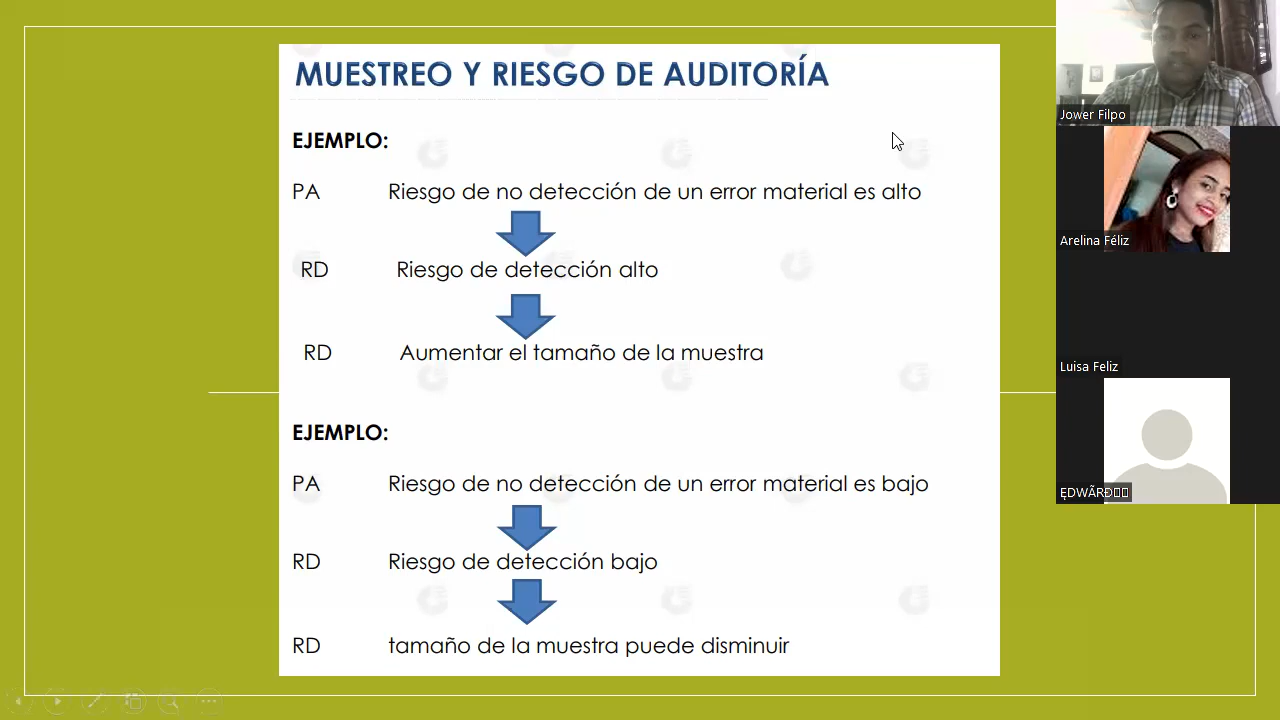 MUESTREO Y RIESGO DE AUDITORÍA
EJEMPLO:
PA Riesgo de no detección de un error material es alto
RD Riesgo de detección alto
RD Aumentar el tamaño de la muestra
EJEMPLO:
PA Riesgo de no detección de un error material es bajo
RD Riesgo de detección bajo
RD tamaño de la muestra puede disminuir
Jower Filpo
Arelina Féliz
Luisa Feliz
ĘDWÃRĐ